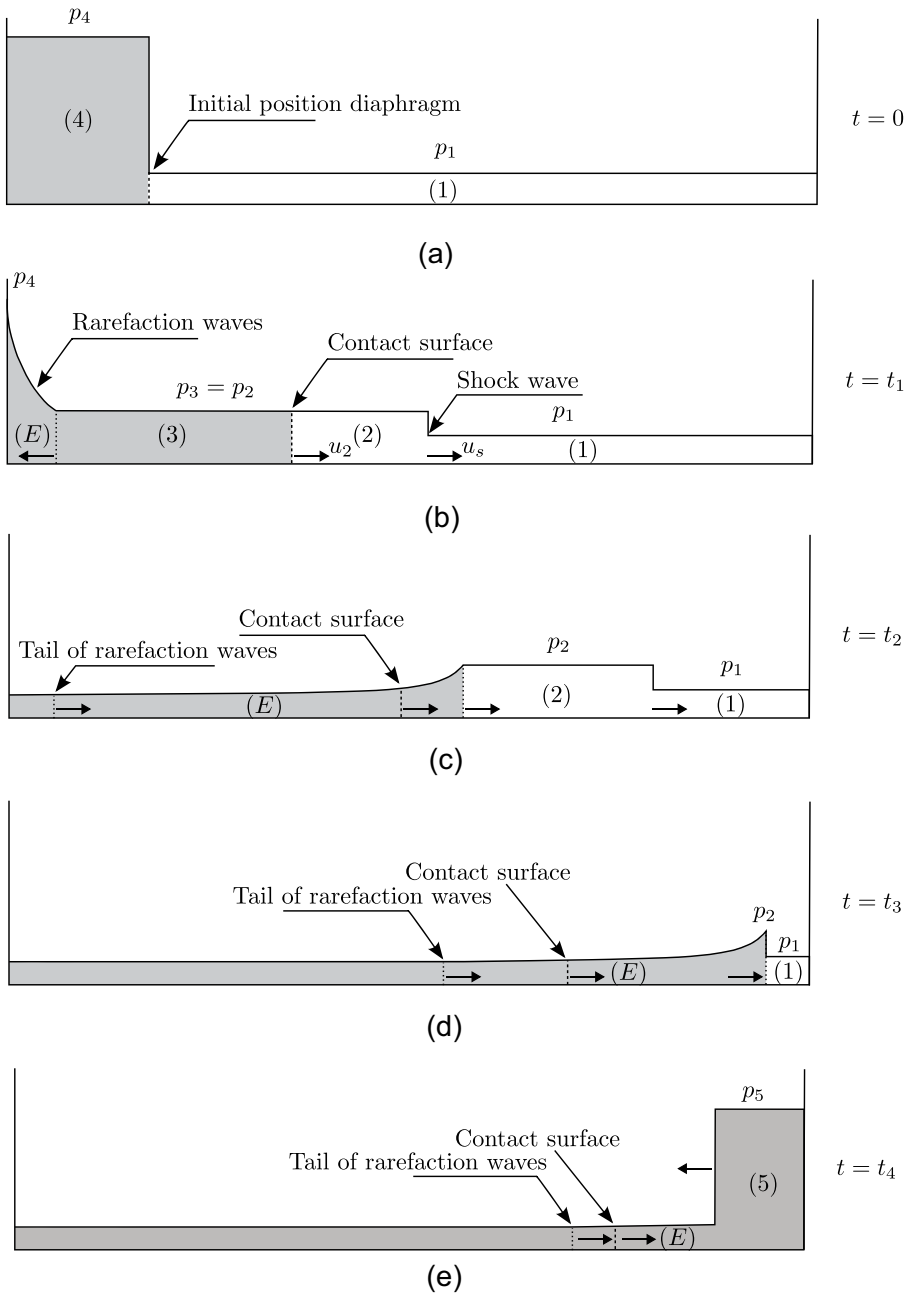 p₄
(4)
Initial position diaphragm
p₁
(1)
t = 0
(a)
p₄
Rarefaction waves
Contact surface
p₃ = p₂
Shock wave
p₁
t = t₁
(E)
(3)
(2)
u₂
uₛ
(1)
(b)
Contact surface
Tail of rarefaction waves
p₂
p₁
t = t₂
(E)
(2)
(1)
(c)
Contact surface
Tail of rarefaction waves
p₂
p₁
t = t₃
(E)
(1)
(d)
p₅
Contact surface
Tail of rarefaction waves
(5)
t = t₄
(E)
(e)